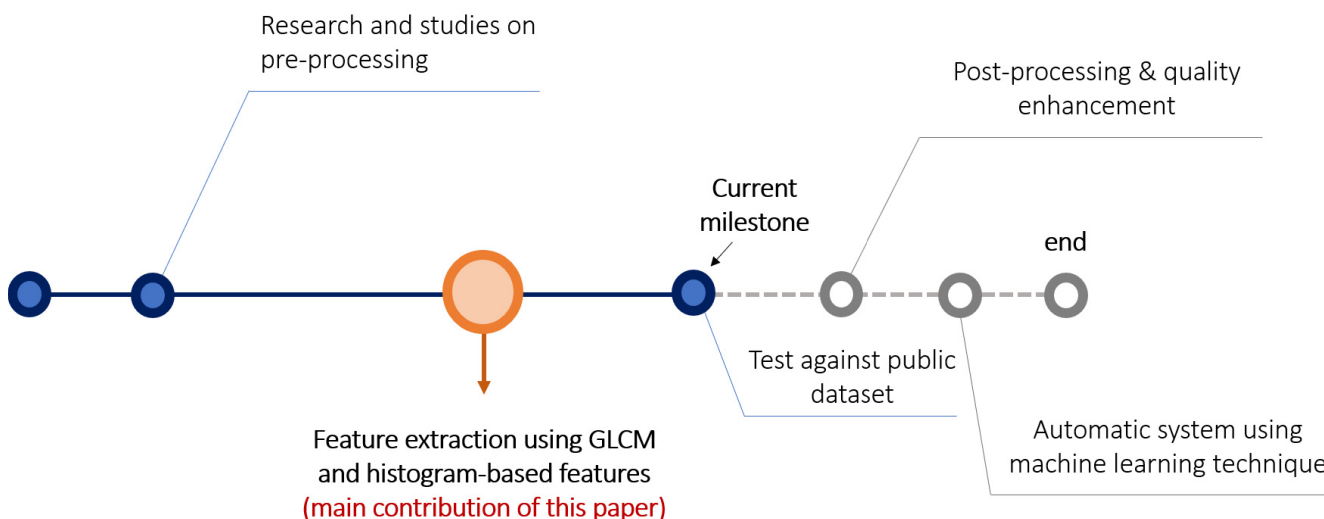 Research and studies on
pre-processing
Post-processing & quality
enhancement
Current
milestone
end
Test against public
dataset
Automatic system using
machine learning technique
Feature extraction using GLCM
and histogram-based features
(main contribution of this paper)